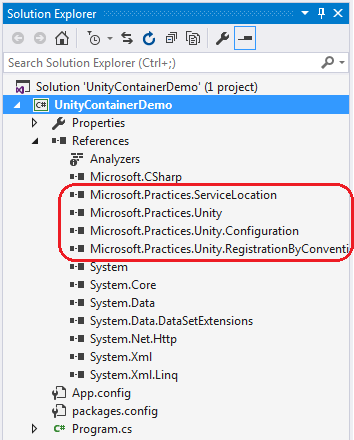 Solution Explorer
Search Solution Explorer (Ctrl+;)
Solution 'UnityContainerDemo' (1 project)
C# UnityContainerDemo
Properties
References
Analyzers
Microsoft.CSharp
Microsoft.Practices.ServiceLocation
Microsoft.Practices.Unity
Microsoft.Practices.Unity.Configuration
Microsoft.Practices.Unity.RegistrationByConventi
System
System.Core
System.Data
System.Data.DataSetExtensions
System.Net.Http
System.Xml
System.Xml.Linq
App.config
packages.config
C# Program.cs